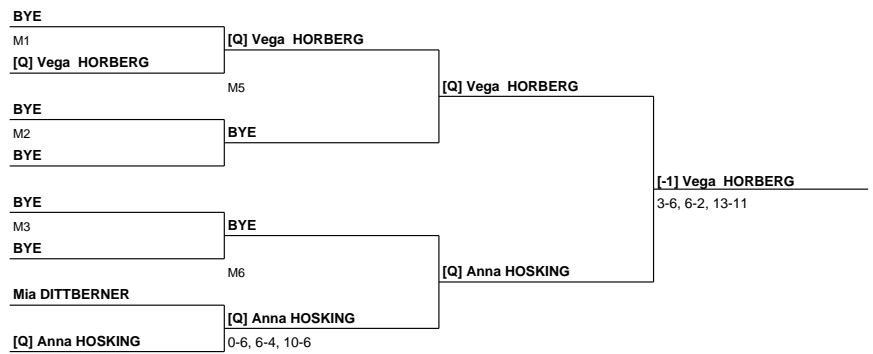 BYE
M1
[Q] Vega HORBERG
[Q] Vega HORBERG
M5
[Q] Vega HORBERG
BYE
M2
BYE
BYE
[-1] Vega HORBERG
3-6, 6-2, 13-11
BYE
M3
BYE
BYE
M6
[Q] Anna HOSKING
Mia DITTBERNER
[Q] Anna HOSKING
[Q] Anna HOSKING
0-6, 6-4, 10-6